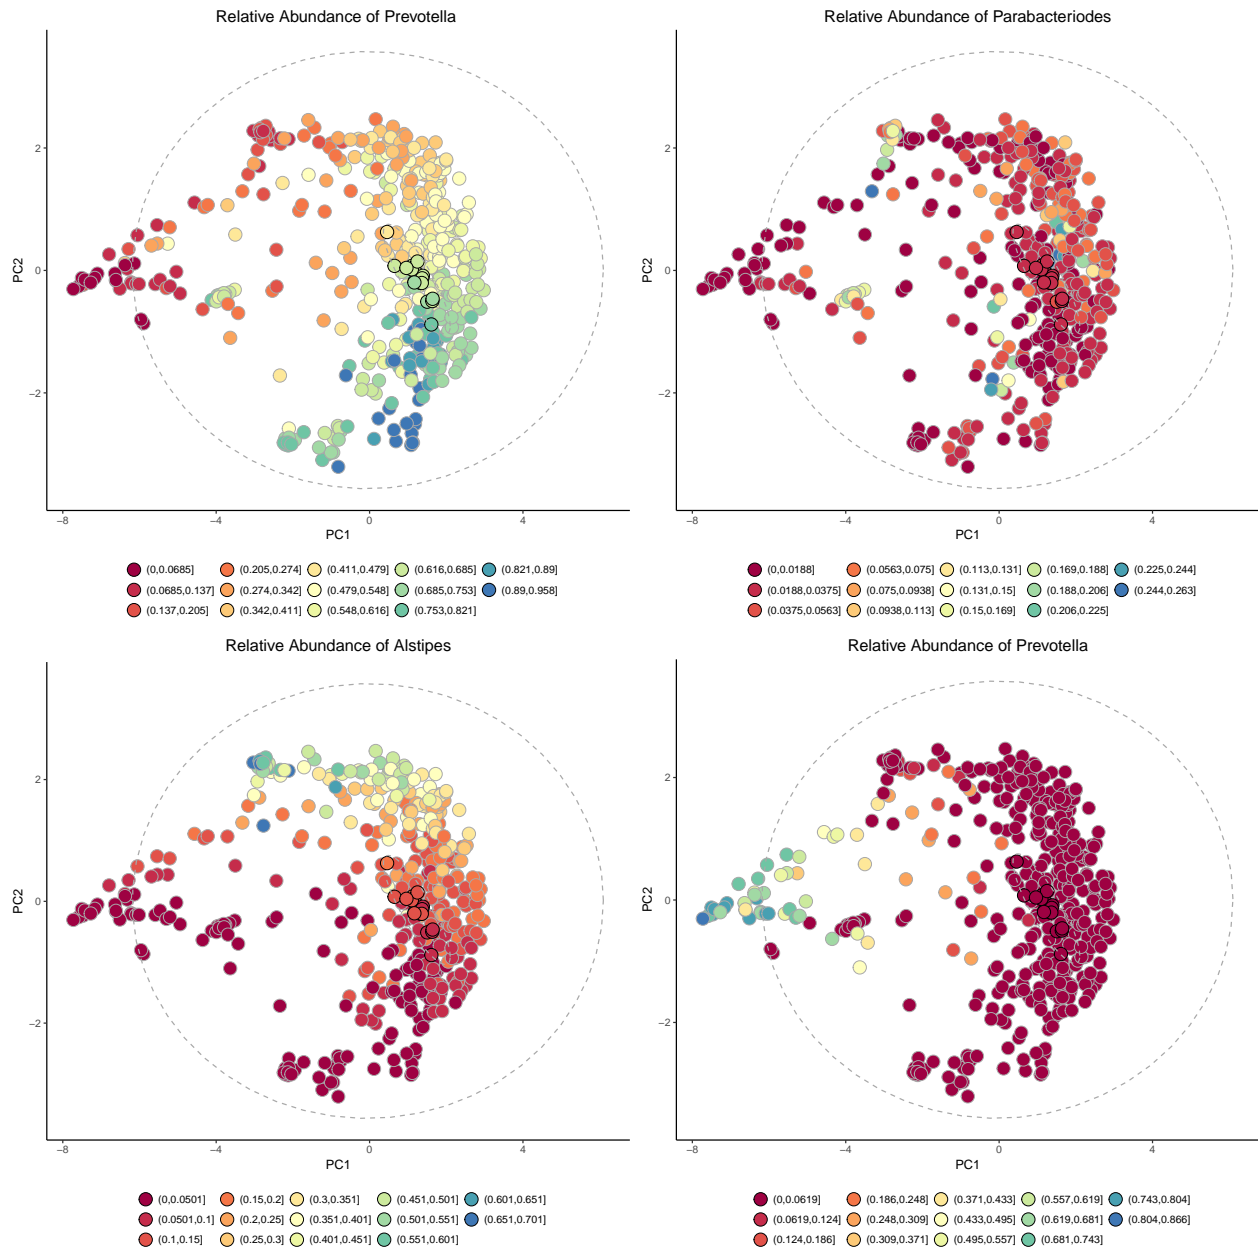 Relative Abundance of Prevotella
PC2
2
0
−2
−8
−4
0
4
PC1
(0,0.0685] (0.205,0.274] (0.411,0.479] (0.616,0.685] (0.821,0.89]
(0.0685,0.137] (0.274,0.342] (0.479,0.548] (0.685,0.753] (0.89,0.958]
(0.137,0.205] (0.342,0.411] (0.548,0.616] (0.753,0.821]
Relative Abundance of Parabacteriodes
PC2
2
0
−2
−8
−4
0
4
PC1
(0,0.0188] (0.0563,0.075] (0.113,0.131] (0.169,0.188] (0.225,0.244]
(0.0188,0.0375] (0.075,0.0938] (0.131,0.15] (0.188,0.206] (0.244,0.263]
(0.0375,0.0563] (0.0938,0.113] (0.15,0.169] (0.206,0.225]
Relative Abundance of Alstipes
PC2
2
0
−2
−8
−4
0
4
PC1
(0,0.0501] (0.15,0.2] (0.3,0.351] (0.451,0.501] (0.601,0.651]
(0.0501,0.1] (0.2,0.25] (0.351,0.401] (0.501,0.551] (0.651,0.701]
(0.1,0.15] (0.25,0.3] (0.401,0.451] (0.551,0.601]
Relative Abundance of Prevotella
PC2
2
0
−2
−8
−4
0
4
PC1
(0,0.0619] (0.186,0.248] (0.371,0.433] (0.557,0.619] (0.743,0.804]
(0.0619,0.124] (0.248,0.309] (0.433,0.495] (0.619,0.681] (0.804,0.866]
(0.124,0.186] (0.309,0.371] (0.495,0.557] (0.681,0.743]